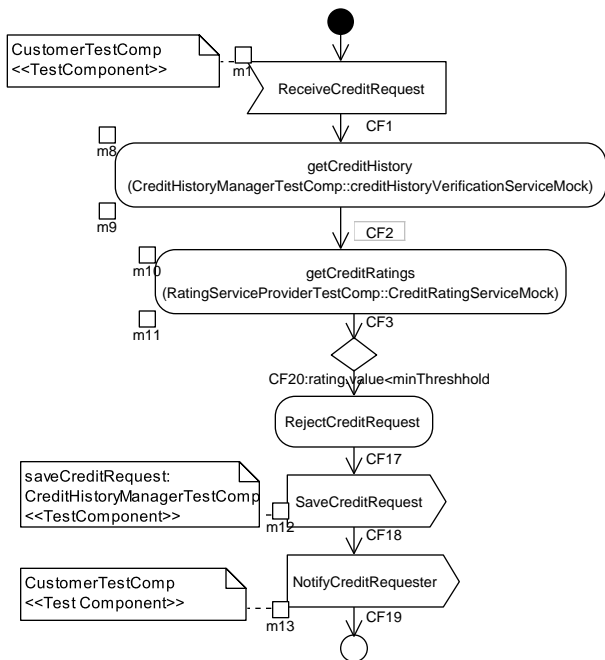 CustomerTestComp
<<TestComponent>>
m1
ReceiveCreditRequest
CF1
m8
getCreditHistory
(CreditHistoryManagerTestComp::creditHistoryVerificationServiceMock)
m9
CF2
m10
getCreditRatings
(RatingServiceProviderTestComp::CreditRatingServiceMock)
m11
CF3
CF20:rating.value<minThreshhold
RejectCreditRequest
CF17
saveCreditRequest:
CreditHistoryManagerTestComp
<<TestComponent>>
m12
SaveCreditRequest
CF18
CustomerTestComp
<<Test Component>>
m13
NotifyCreditRequester
CF19